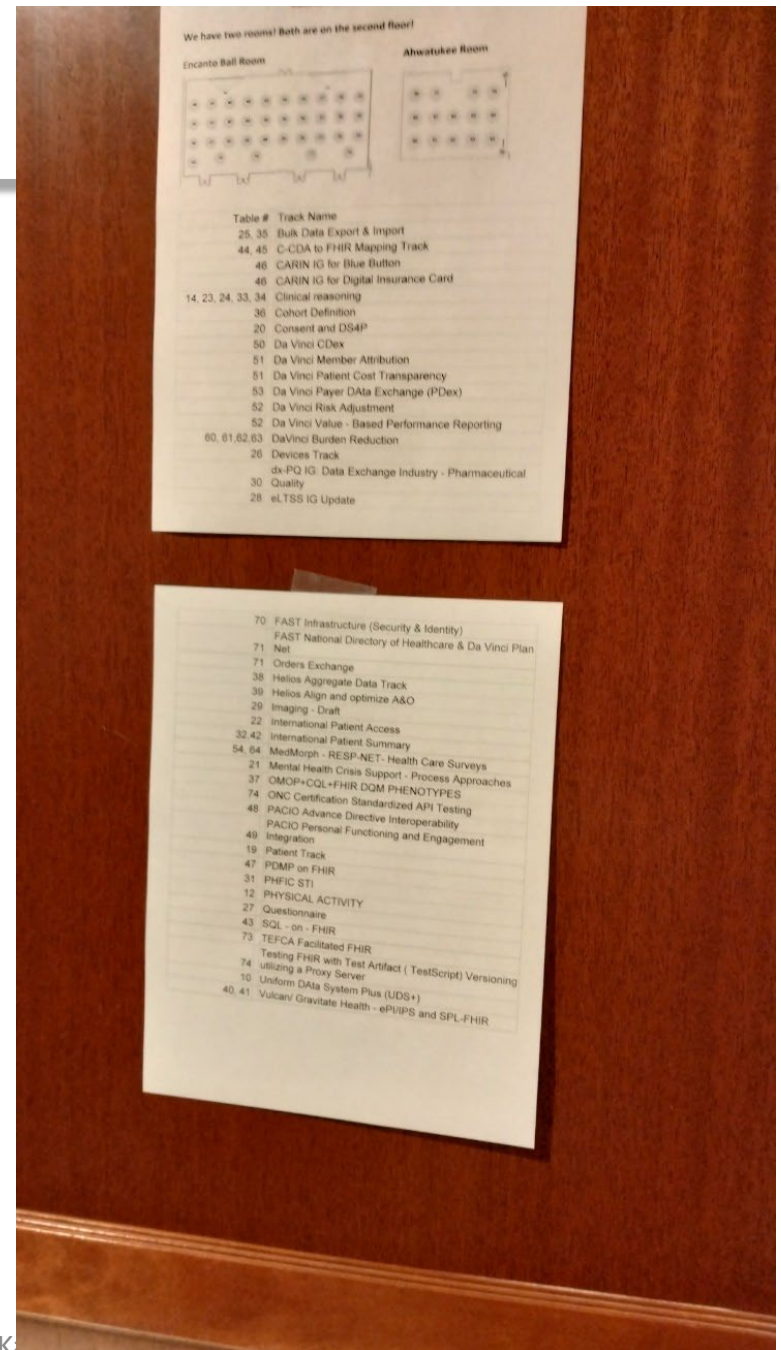 We have two rooms! Both are on the second floor!
Encanto Ball Room
Ahwatukee Room
Table # Track Name
25, 35 Bulk Data Export & Import
44, 45 C-CDA to FHIR Mapping Track
46 CARIN IG for Blue Button
46 CARIN IG for Digital Insurance Card
14, 23, 24, 33, 34 Clinical reasoning
36 Cohort Definition
20 Consent and DS4P
50 Da Vinci CDex
51 Da Vinci Member Attribution
51 Da Vinci Patient Cost Transparency
53 Da Vinci Payer DAta Exchange (PDex)
52 Da Vinci Risk Adjustment
52 Da Vinci Value - Based Performance Reporting
60, 61,62,63 DaVinci Burden Reduction
26 Devices Track
dx-PQ IG: Data Exchange Industry - Pharmaceutical
30 Quality
28 eLTSS IG Update
70 FAST Infrastructure (Security & Identity)
FAST National Directory of Healthcare & Da Vinci Plan
71 Net
71 Orders Exchange
38 Helios Aggregate Data Track
39 Helios Align and optimize A&O
29 Imaging - Draft
22 International Patient Access
32,42 International Patient Summary
54, 64 MedMorph - RESP-NET- Health Care Surveys
21 Mental Health Crisis Support - Process Approaches
37 OMOP+CQL+FHIR DQM PHENOTYPES
74 ONC Certification Standardized API Testing
48 PACIO Advance Directive Interoperability
PACIO Personal Functioning and Engagement
49 Integration
19 Patient Track
47 PDMP on FHIR
31 PHFIC STI
12 PHYSICAL ACTIVITY
27 Questionnaire
43 SQL - on - FHIR
73 TEFCA Facilitated FHIR
Testing FHIR with Test Artifact ( TestScript) Versioning
74 utilizing a Proxy Server
10 Uniform DAta System Plus (UDS+)
40, 41 Vulcan/ Gravitate Health - ePI/IPS and SPL-FHIR